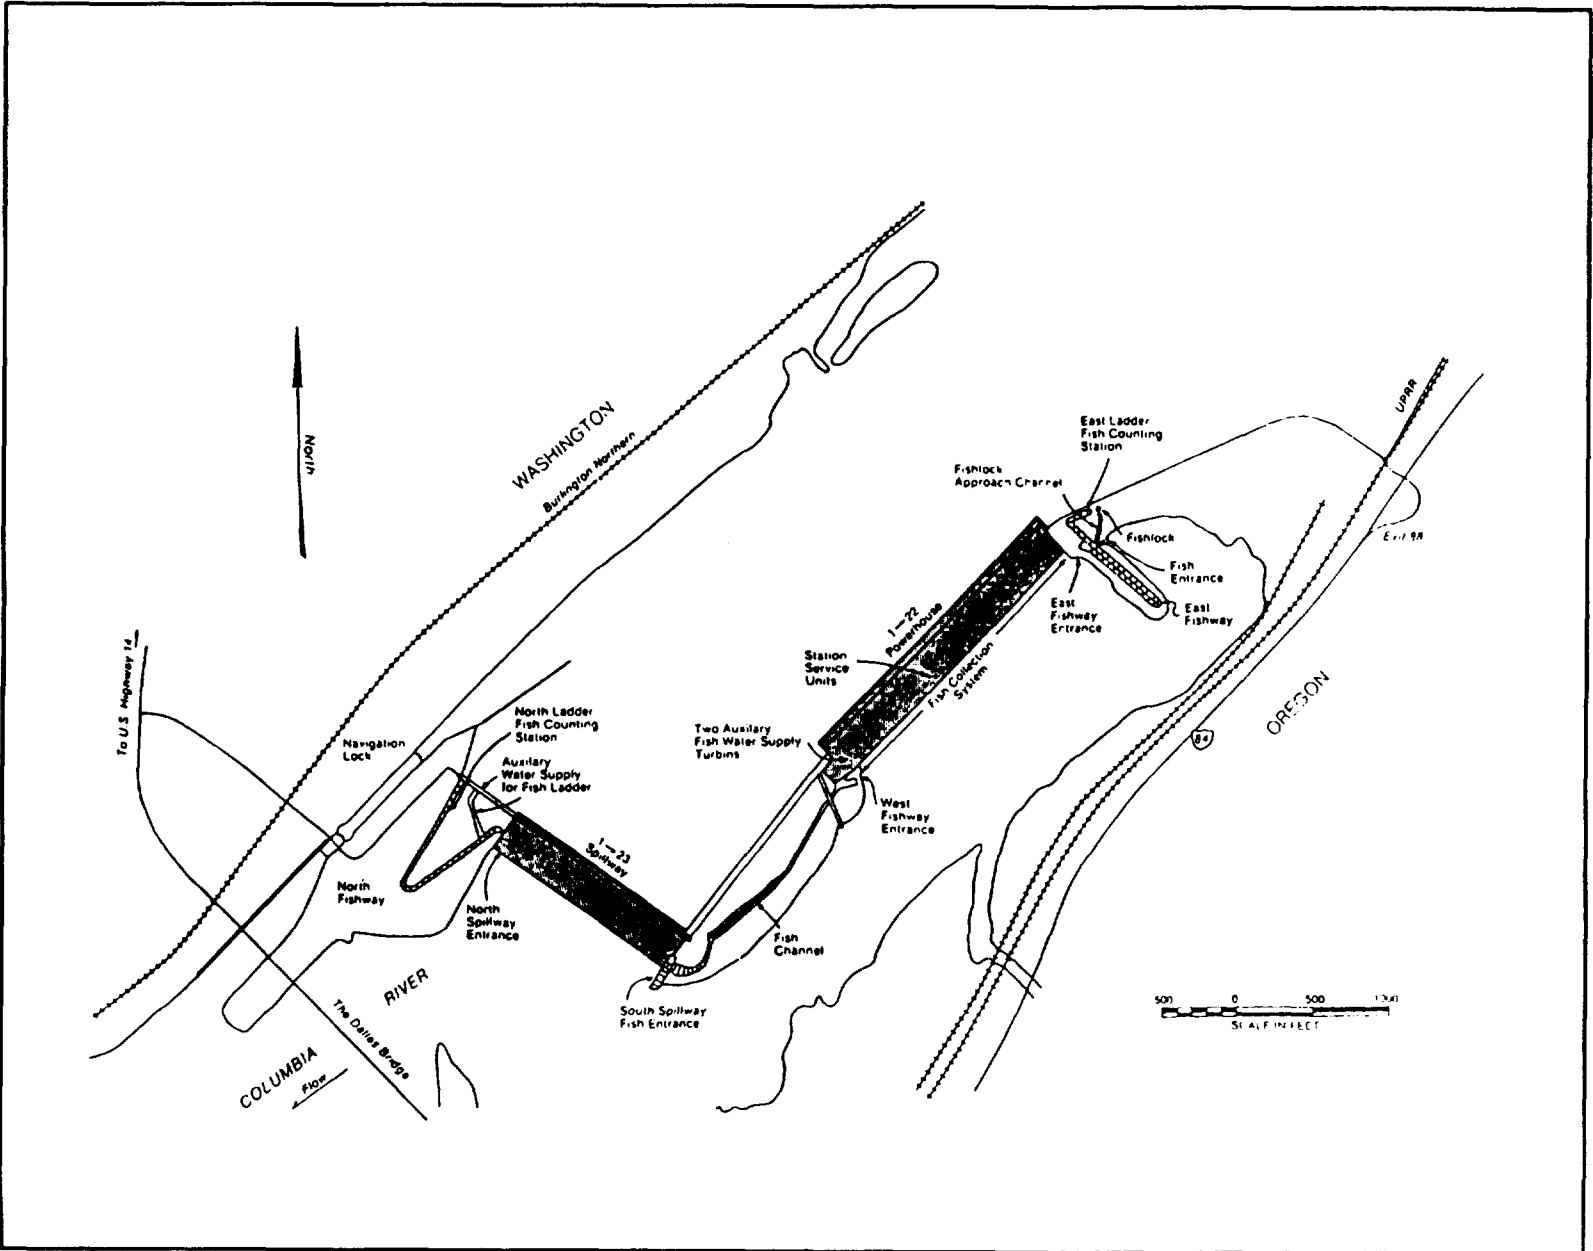 North
WASHINGTON
Burlington Northern
UPRR
East Ladder
Fish Counting
Station
Fishlock
Approach Channel
Fishlock
Fish
Entrance
East
Fishway
East
Fishway
Entrance
Exit
1—22
Powerhouse
Station
Service
Units
Fish Collection
System
To U.S. Highway 14
Navigation
Lock
North Ladder
Fish Counting
Station
Auxilary
Water Supply
for Fish Ladder
Two Auxilary
Fish Water Supply
Turbins
OREGON
84
West
Fishway
Entrance
1—23
Spillway
North
Fishway
North
Spillway
Entrance
Fish
Channel
RIVER
South Spillway
Fish Entrance
The Dalles Bridge
COLUMBIA
Flow
500 0 500 1000
SCALE IN FEET